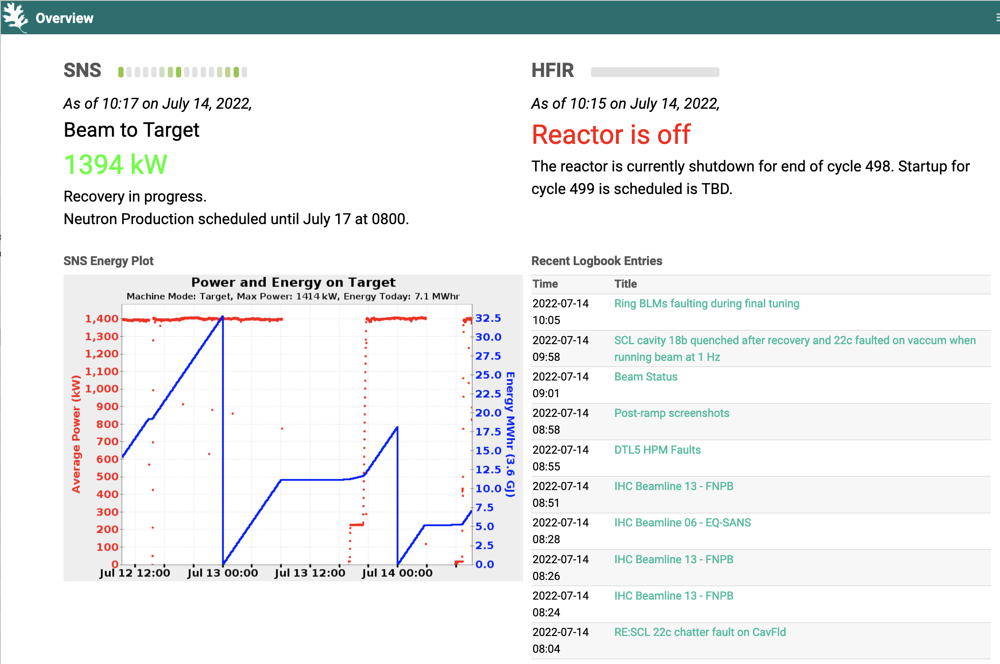 Overview
SNS
As of 10:17 on July 14, 2022,
Beam to Target
1394 kW
Recovery in progress.
Neutron Production scheduled until July 17 at 0800.
HFIR
As of 10:15 on July 14, 2022,
Reactor is off
The reactor is currently shutdown for end of cycle 498. Startup for
cycle 499 is scheduled is TBD.
SNS Energy Plot
Power and Energy on Target
Machine Mode: Target, Max Power: 1414 kW, Energy Today: 7.1 MWhr
Average Power (kW)
1,400
1,300
1,200
1,100
1,000
900
800
700
600
500
400
300
200
100
0
32.5
30.0
27.5
25.0
22.5
20.0
17.5
15.0
12.5
10.0
7.5
5.0
2.5
0.0
Energy MWhr (3.6 GJ)
Jul 12 12:00
Jul 13 00:00
Jul 13 12:00
Jul 14 00:00
Recent Logbook Entries
Time Title
2022-07-14 Ring BLMs faulting during final tuning
10:05
2022-07-14 SCL cavity 18b quenched after recovery and 22c faulted on vaccum when
09:58 running beam at 1 Hz
2022-07-14 Beam Status
09:01
2022-07-14 Post-ramp screenshots
08:58
2022-07-14 DTL5 HPM Faults
08:55
2022-07-14 IHC Beamline 13 - FNPB
08:51
2022-07-14 IHC Beamline 06 - EQ-SANS
08:28
2022-07-14 IHC Beamline 13 - FNPB
08:26
2022-07-14 IHC Beamline 13 - FNPB
08:24
2022-07-14 RE:SCL 22c chatter fault on CavFld
08:04